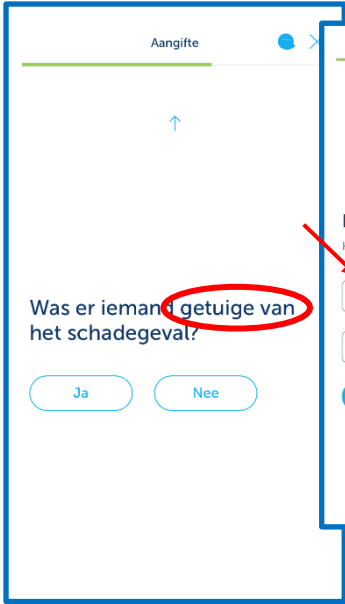 Aangifte
Was er iemand getuige van
het schadegeval?
Ja
Nee